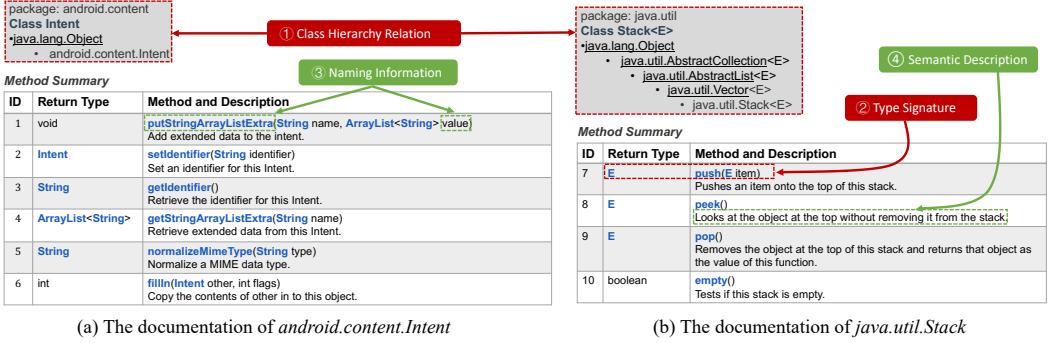 package: android.content
Class Intent
•java.lang.Object
• android.content.Intent
① Class Hierarchy Relation
③ Naming Information
Method Summary
ID Return Type Method and Description
1 void putStringArrayListExtra(String name, ArrayList<String> value)
Add extended data to the intent.
2 Intent setIdentifier(String identifier)
Set an identifier for this Intent.
3 String getIdentifier()
Retrieve the identifier for this Intent.
4 ArrayList<String> getStringArrayListExtra(String name)
Retrieve extended data from this Intent.
5 String normalizeMimeType(String type)
Normalize a MIME data type.
6 int fillIn(Intent other, int flags)
Copy the contents of other in to this object.
(a) The documentation of android.content.Intent
package: java.util
Class Stack<E>
•java.lang.Object
• java.util.AbstractCollection<E>
• java.util.AbstractList<E>
• java.util.Vector<E>
• java.util.Stack<E>
④ Semantic Description
② Type Signature
Method Summary
ID Return Type Method and Description
7 E push(E item)
Pushes an item onto the top of this stack.
8 E peek()
Looks at the object at the top without removing it from the stack.
9 E pop()
Removes the object at the top of this stack and returns that object as
the value of this function.
10 boolean empty()
Tests if this stack is empty.
(b) The documentation of java.util.Stack